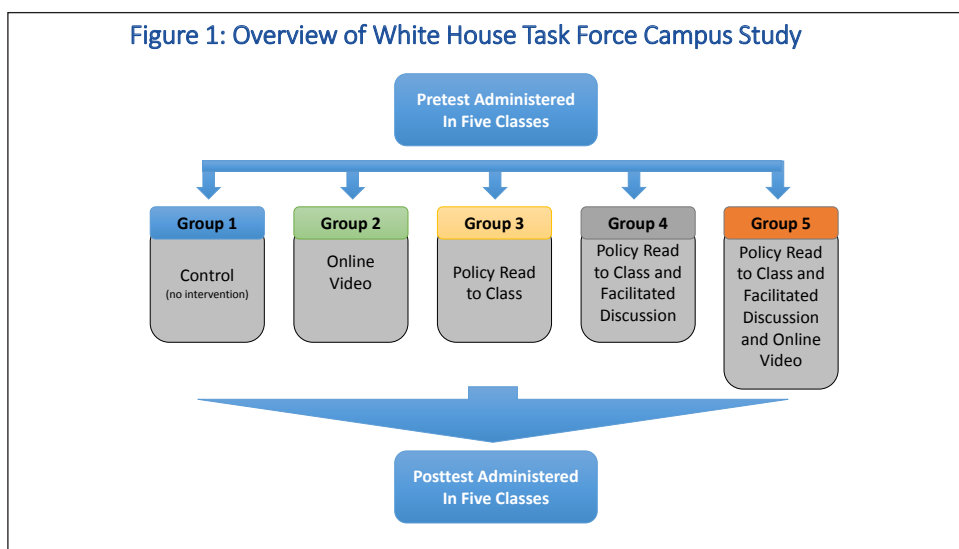 Figure 1: Overview of White House Task Force Campus Study
Pretest Administered
In Five Classes
Group 1
Control
(no intervention)
Group 2
Online
Video
Group 3
Policy Read
to Class
Group 4
Policy Read
to Class and
Facilitated
Discussion
Group 5
Policy Read
to Class and
Facilitated
Discussion
and Online
Video
Posttest Administered
In Five Classes